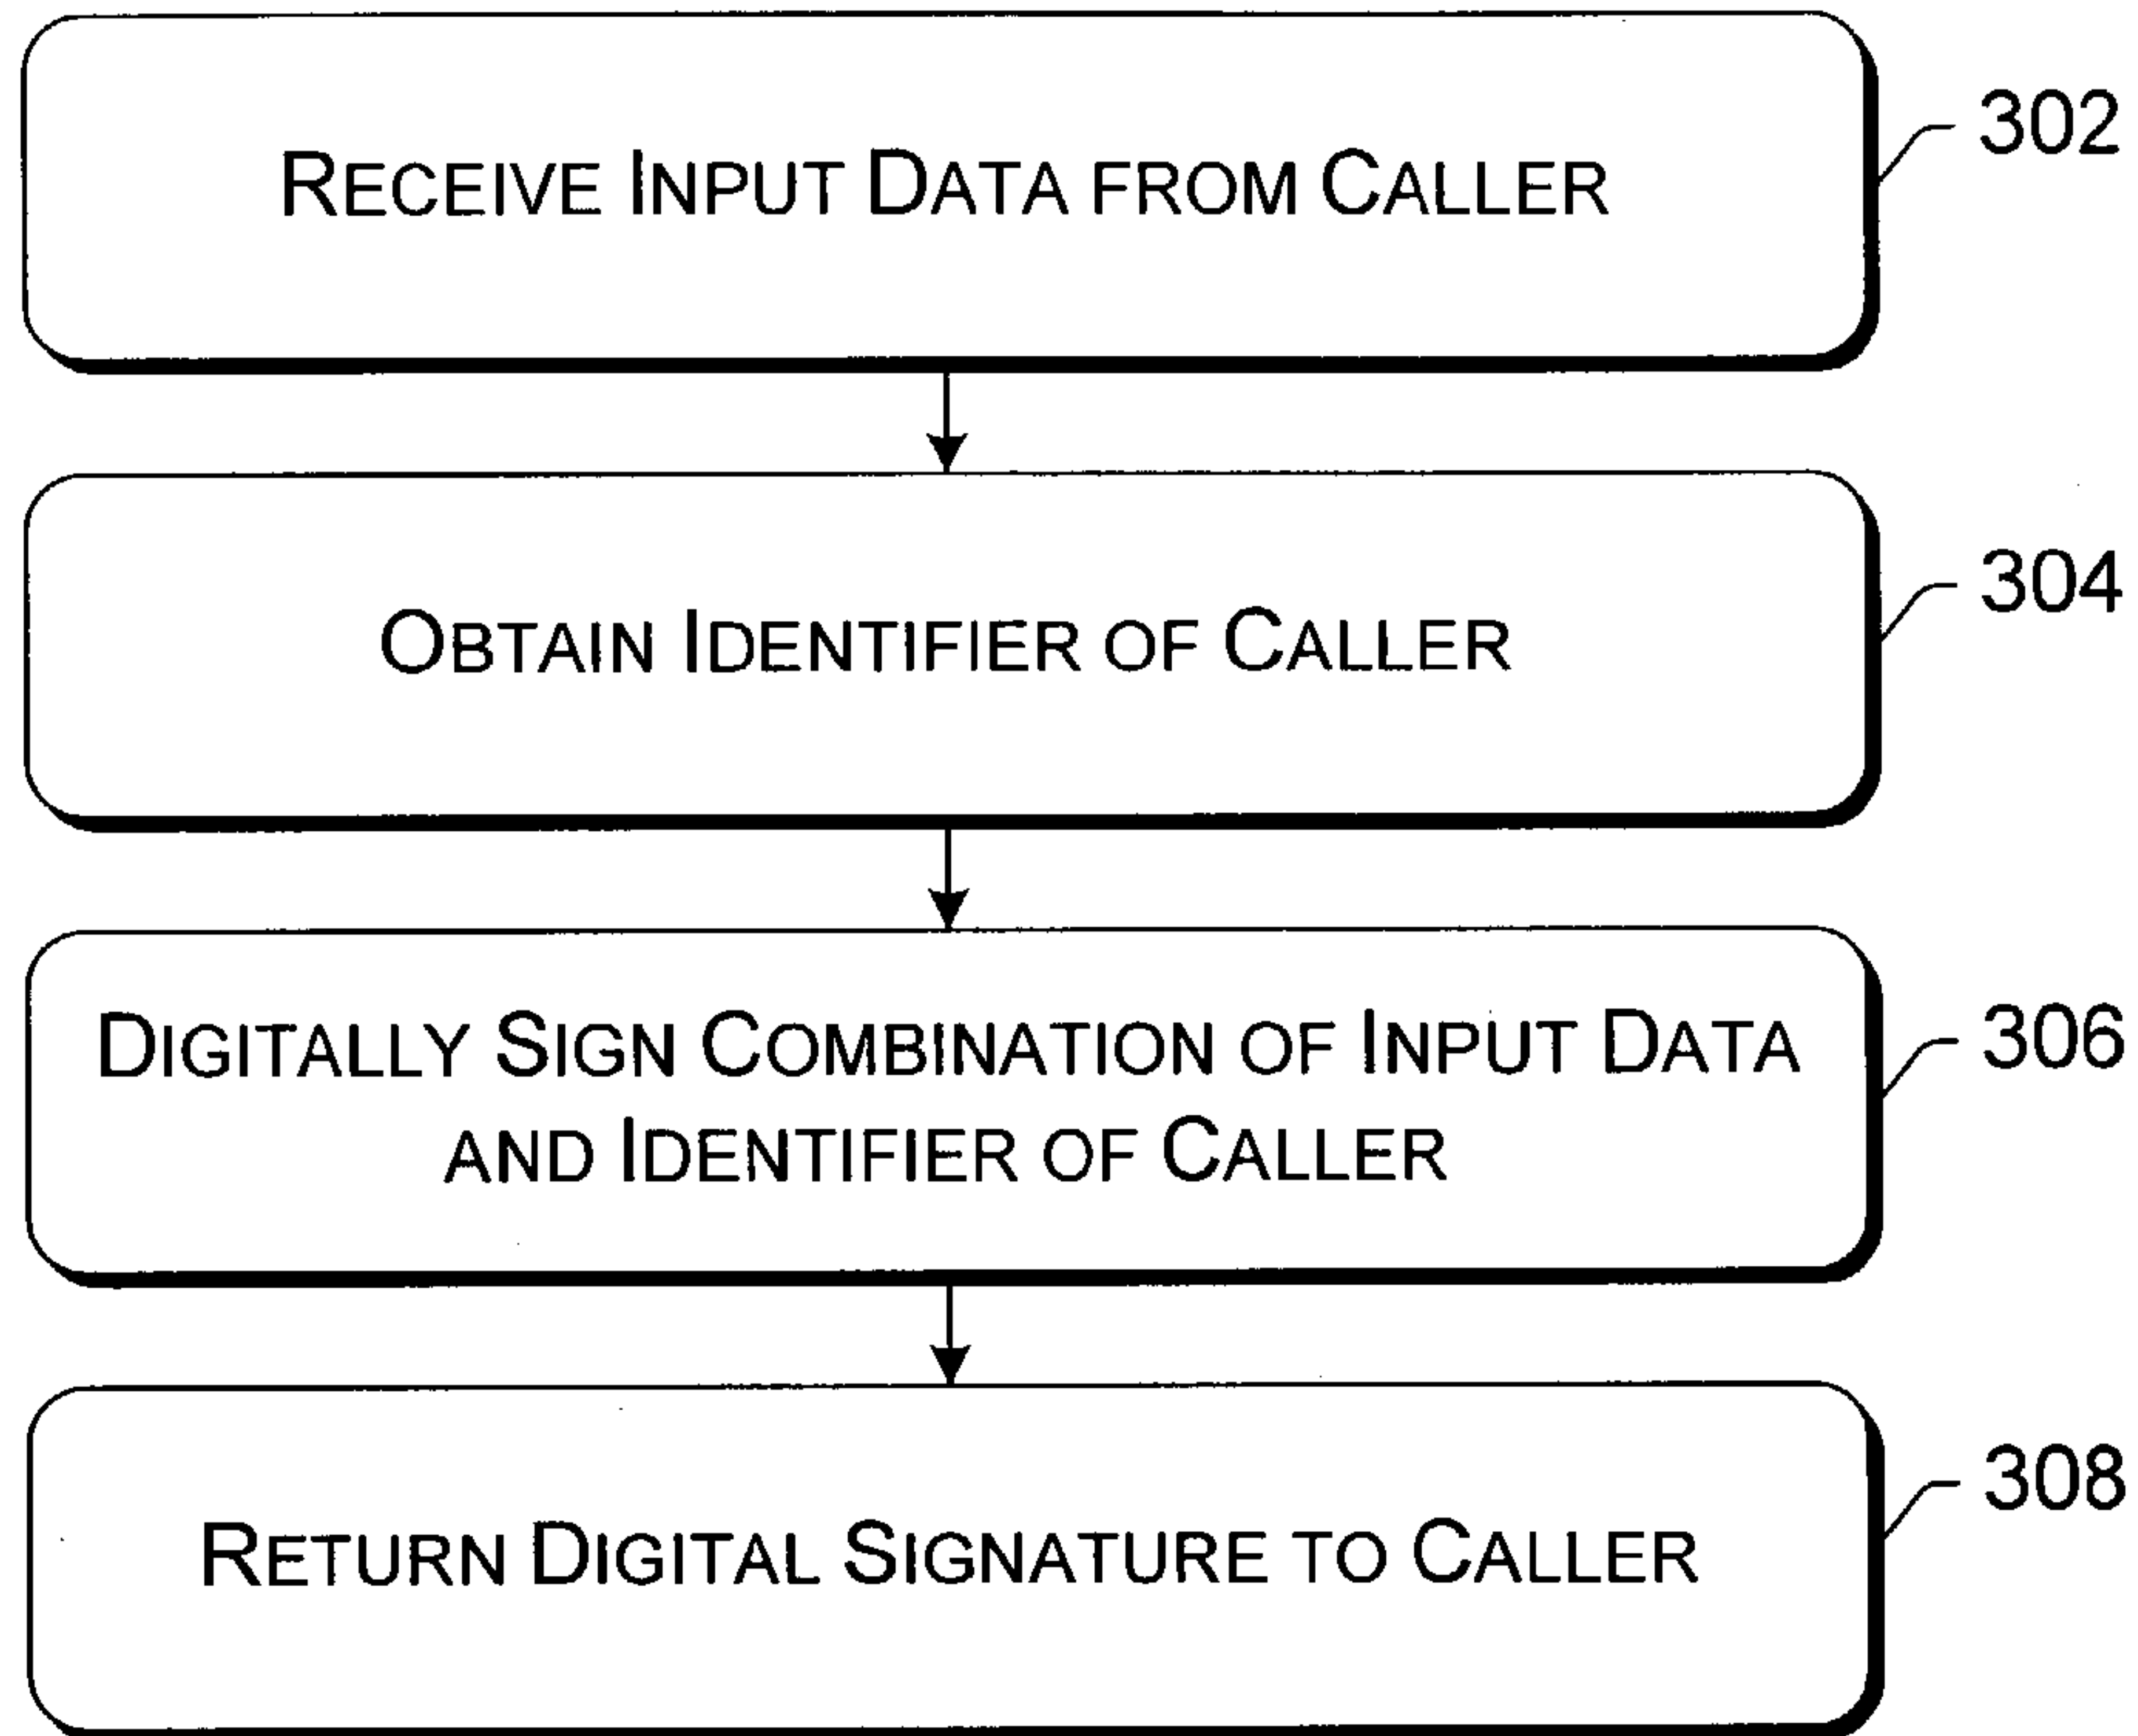 RECEIVE INPUT DATA FROM CALLER
302
OBTAIN IDENTIFIER OF CALLER
304
DIGITALLY SIGN COMBINATION OF INPUT DATA
AND IDENTIFIER OF CALLER
306
RETURN DIGITAL SIGNATURE TO CALLER
308